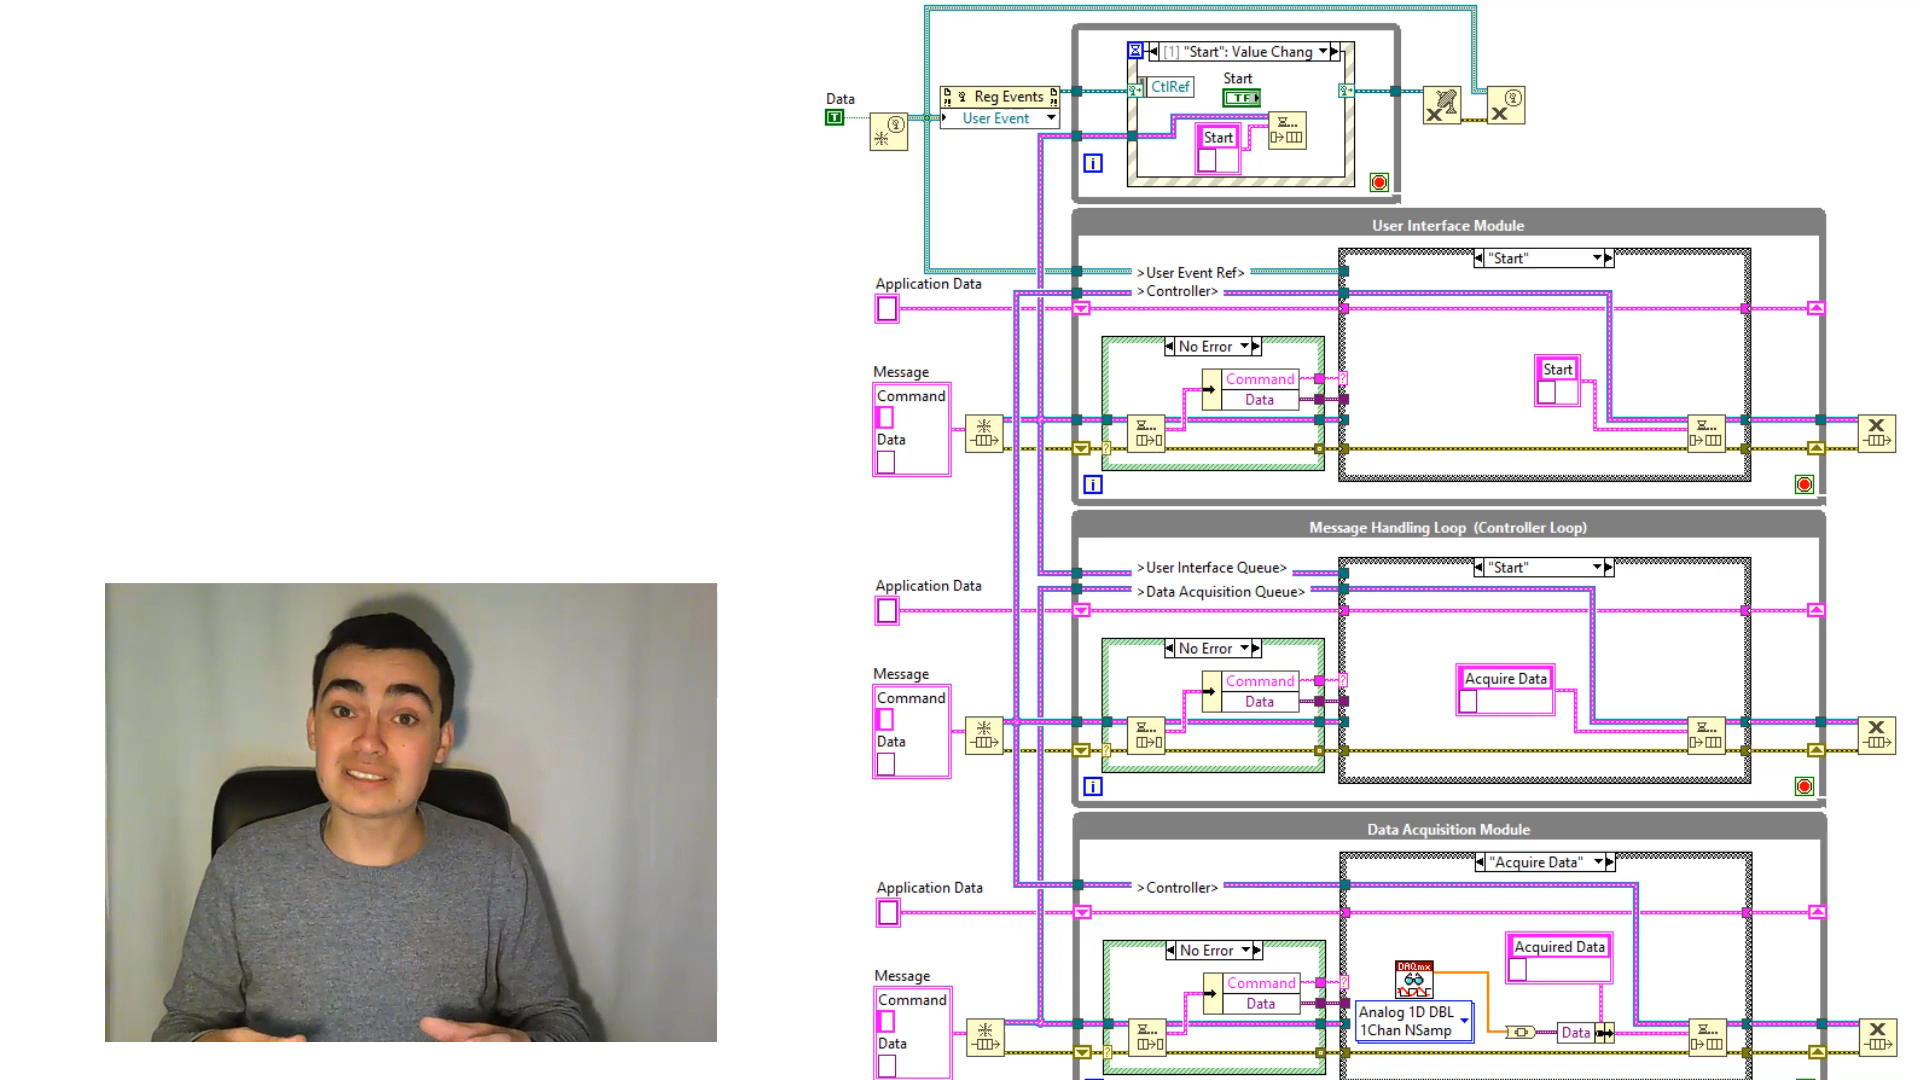 [1] "Start": Value Chang
Data
Reg Events
User Event
CtlRef
Start
TF
Start
i
User Interface Module
"Start"
>User Event Ref>
>Controller>
Application Data
No Error
Message
Command
Data
Command
Data
Start
i
Message Handling Loop (Controller Loop)
"Start"
>User Interface Queue>
>Data Acquisition Queue>
Application Data
No Error
Message
Command
Data
Command
Data
Acquire Data
i
Data Acquisition Module
"Acquire Data"
>Controller>
Application Data
No Error
Message
Command
Data
Command
Data
Acquired Data
DAQmx
Analog 1D DBL
1Chan NSamp
Data